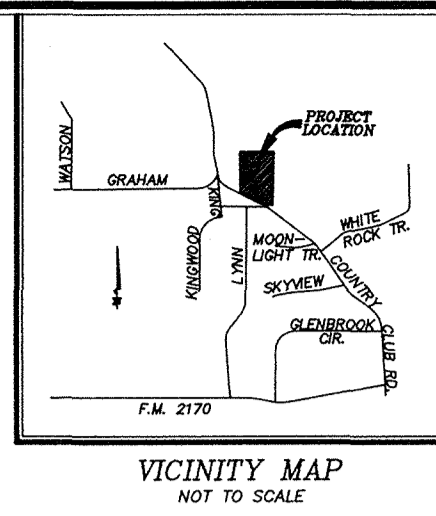 PROJECT
LOCATION
WATSON
GRAHAM
KING
KINGWOOD
LYNN
MOON-
LIGHT TR.
WHITE
ROCK TR.
SKYVIEW
COUNTRY
CLUB RD.
GLENBROOK
CIR.
F.M. 2170
VICINITY MAP
NOT TO SCALE